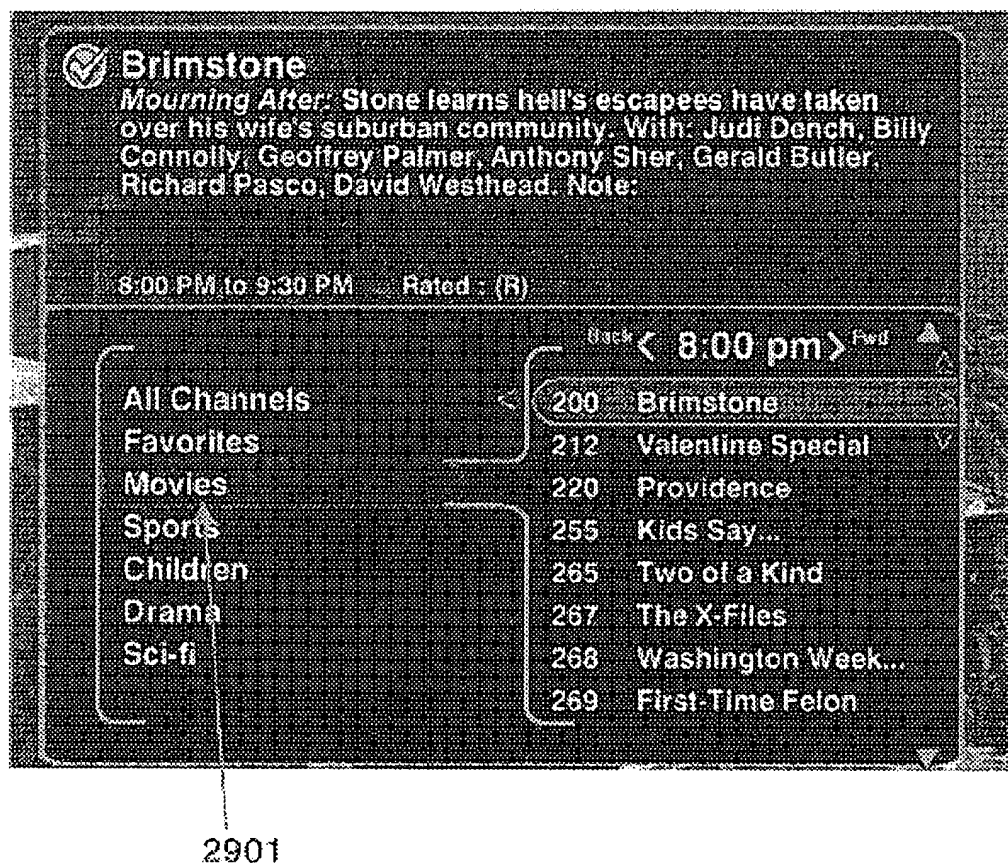 Brimstone
Mourning After: Stone learns hell's escapees have taken
over his wife's suburban community. With: Judi Dench, Billy
Connolly, Geoffrey Palmer, Anthony Sher, Gerald Butler,
Richard Pasco, David Westhead. Note:
8:00 PM to 9:30 PM Rated : (R)
Back < 8:00 pm > Fwd
All Channels <
Favorites
Movies
Sports
Children
Drama
Sci-fi
200 Brimstone
212 Valentine Special
220 Providence
255 Kids Say...
265 Two of a Kind
267 The X-Files
268 Washington Week...
269 First-Time Felon
2901